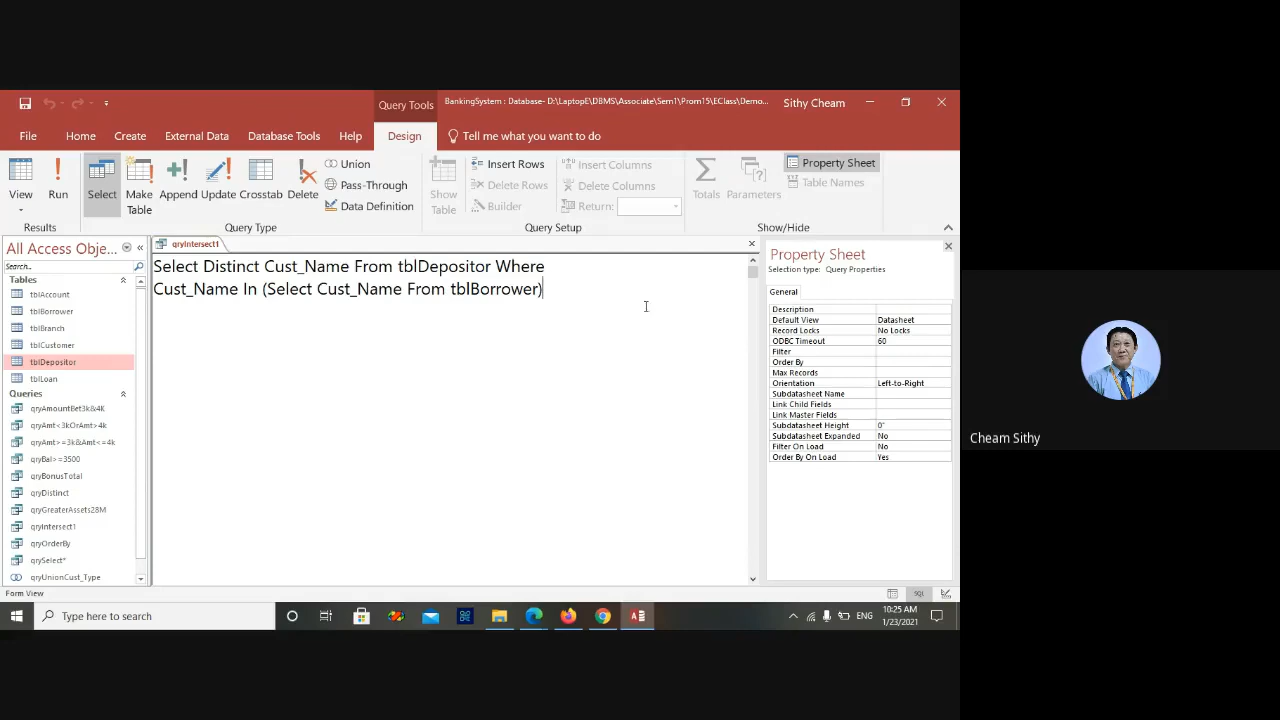 Query Tools
BankingSystem : Database- D:\LaptopE\DBMS\Associate\Sem1\Prom15\EClass\Demo...
Sithy Cheam
File
Home
Create
External Data
Database Tools
Help
Design
Tell me what you want to do
View
Run
Select
Make
Table
Append
Update
Crosstab
Delete
Union
Pass-Through
Data Definition
Show
Table
Insert Rows
Delete Rows
Builder
Insert Columns
Delete Columns
Return:
Totals
Parameters
Property Sheet
Table Names
Results
Query Type
Query Setup
Show/Hide
All Access Obje...
Search...
Tables
tblAccount
tblBorrower
tblBranch
tblCustomer
tblDepositor
tblLoan
Queries
qryAmountBet3k&4K
qryAmt<3kOrAmt>4k
qryAmt>=3k&Amt<=4k
qryBal>=3500
qryBonusTotal
qryDistinct
qryGreaterAssets28M
qryIntersect1
qryOrderBy
qrySelect*
qryUnionCust_Type
qryIntersect1
Select Distinct Cust_Name From tblDepositor Where
Cust_Name In (Select Cust_Name From tblBorrower)
Property Sheet
Selection type: Query Properties
General
Description
Default View Datasheet
Record Locks No Locks
ODBC Timeout 60
Filter
Order By
Max Records
Orientation Left-to-Right
Subdatasheet Name
Link Child Fields
Link Master Fields
Subdatasheet Height 0"
Subdatasheet Expanded No
Filter On Load No
Order By On Load Yes
Form View
SQL
Type here to search
ENG
10:25 AM
1/23/2021
Cheam Sithy